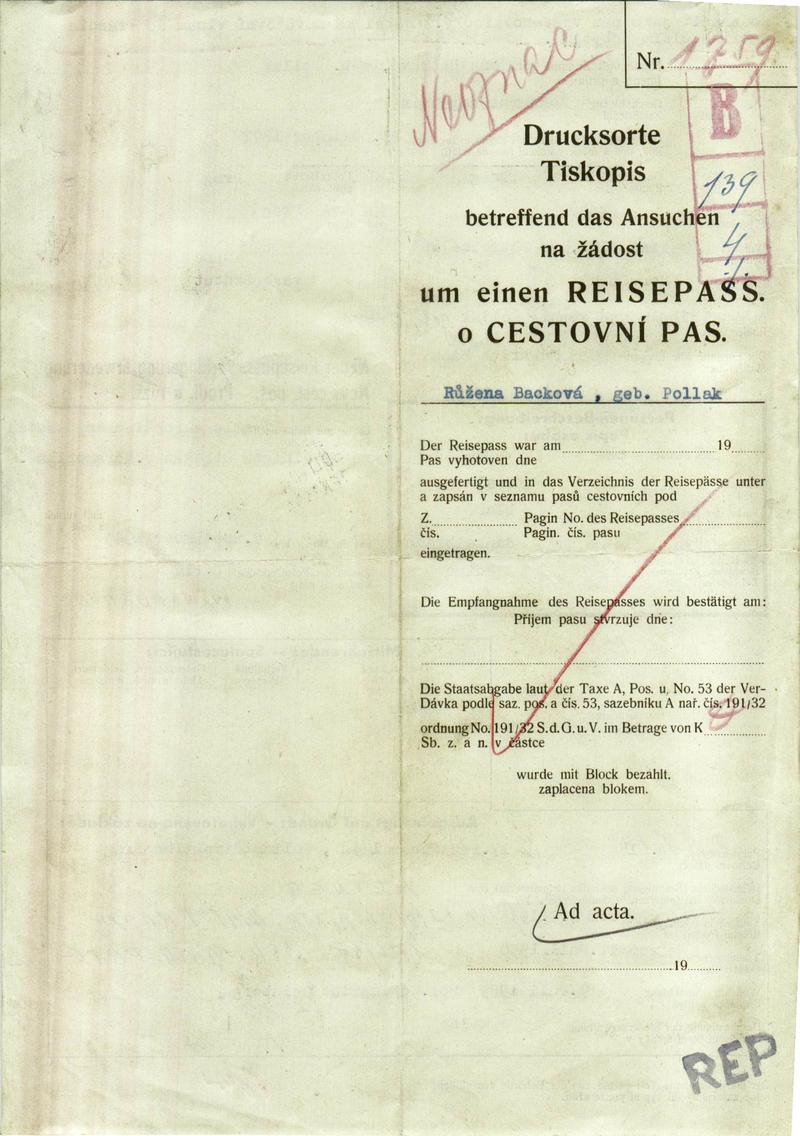 Nr. 1759
Neoznac
B
Drucksorte
Tiskopis
139
betreffend das Ansuchen
na žádost
4
um einen REISEPASS.
o CESTOVNÍ PAS.
Růžena Backová , geb. Pollak
Der Reisepass war am 19
Pas vyhotoven dne
ausgefertigt und in das Verzeichnis der Reisepässe unter
a zapsán v seznamu pasů cestovních pod
Z. Pagin No. des Reisepasses
čís. Pagin. čís. pasu
eingetragen.
Die Empfangnahme des Reisepasses wird bestätigt am:
Příjem pasu stvrzuje dne:
Die Staatsabgabe laut der Taxe A, Pos. u. No. 53 der Ver-
Dávka podle saz. pos. a čís. 53, sazebníku A nař. čís. 191/32
ordnung No. 191/32 S. d. G. u. V. im Betrage von K
Sb. z. a n. v částce
wurde mit Block bezahlt.
zaplacena blokem.
Ad acta.
19
REP